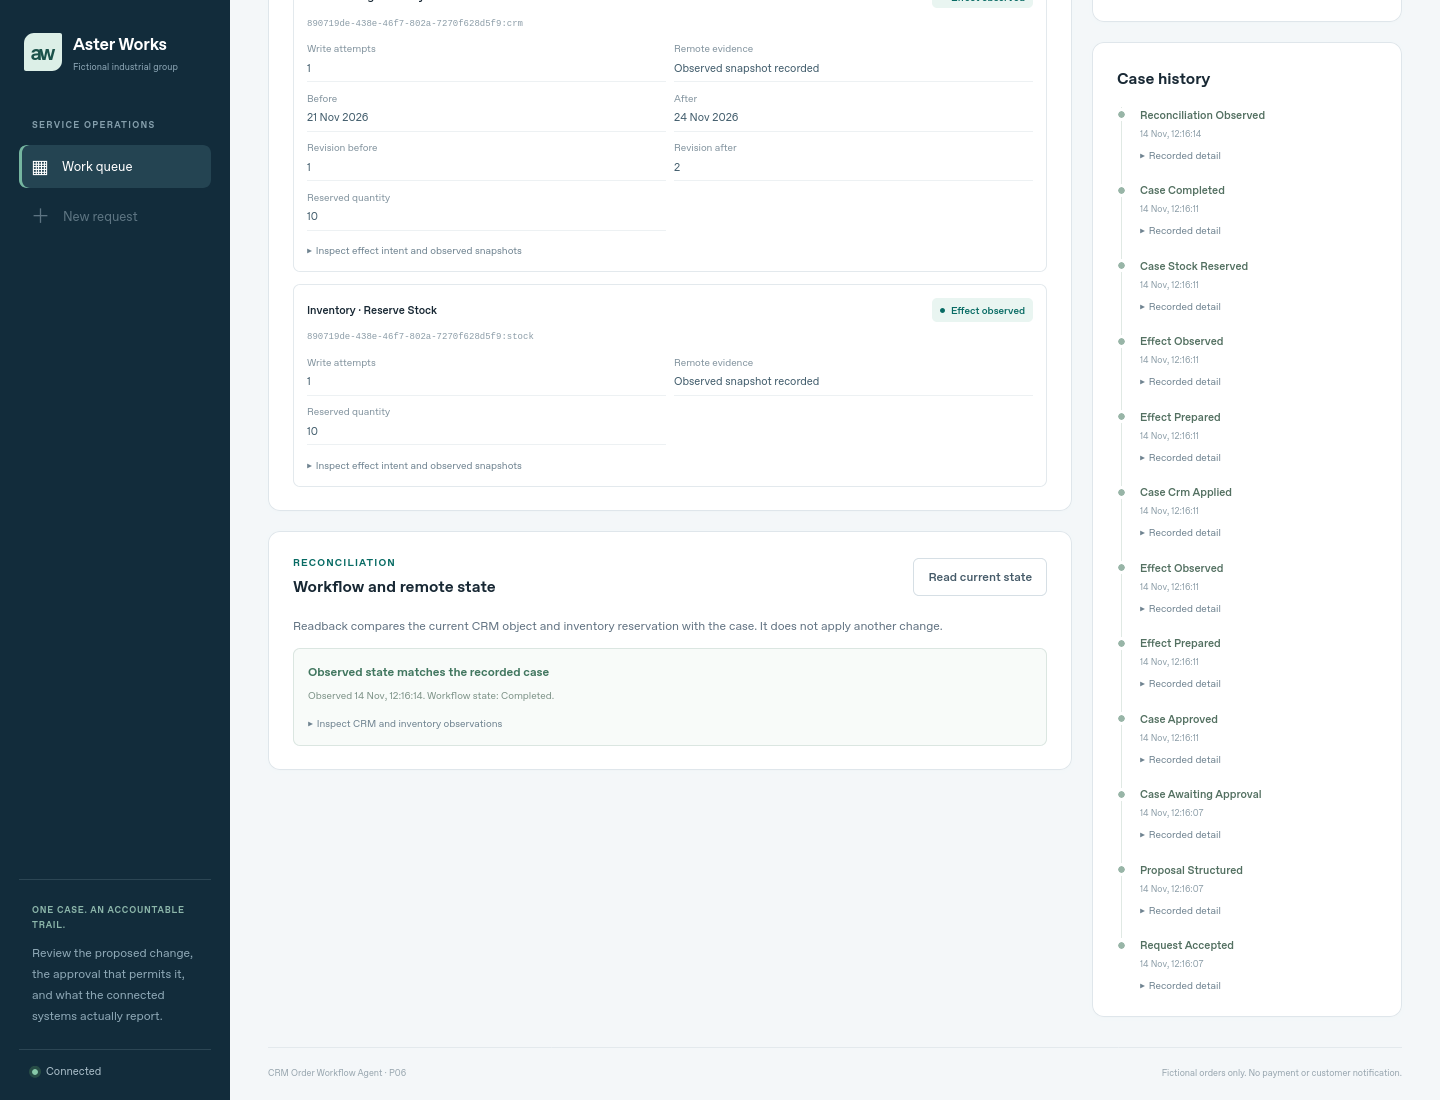 aw
Aster Works
Fictional industrial group
SERVICE OPERATIONS
Work queue
New request
ONE CASE. AN ACCOUNTABLE
TRAIL.
Review the proposed change,
the approval that permits it,
and what the connected
systems actually report.
Connected
890719de-438e-46f7-802a-7270f628d5f9:crm
Write attempts
1
Remote evidence
Observed snapshot recorded
Before
21 Nov 2026
After
24 Nov 2026
Revision before
1
Revision after
2
Reserved quantity
10
Inspect effect intent and observed snapshots
Inventory · Reserve Stock
Effect observed
890719de-438e-46f7-802a-7270f628d5f9:stock
Write attempts
1
Remote evidence
Observed snapshot recorded
Reserved quantity
10
Inspect effect intent and observed snapshots
RECONCILIATION
Workflow and remote state
Read current state
Readback compares the current CRM object and inventory reservation with the case. It does not apply another change.
Observed state matches the recorded case
Observed 14 Nov, 12:16:14. Workflow state: Completed.
Inspect CRM and inventory observations
Case history
Reconciliation Observed
14 Nov, 12:16:14
Recorded detail
Case Completed
14 Nov, 12:16:11
Recorded detail
Case Stock Reserved
14 Nov, 12:16:11
Recorded detail
Effect Observed
14 Nov, 12:16:11
Recorded detail
Effect Prepared
14 Nov, 12:16:11
Recorded detail
Case Crm Applied
14 Nov, 12:16:11
Recorded detail
Effect Observed
14 Nov, 12:16:11
Recorded detail
Effect Prepared
14 Nov, 12:16:11
Recorded detail
Case Approved
14 Nov, 12:16:11
Recorded detail
Case Awaiting Approval
14 Nov, 12:16:07
Recorded detail
Proposal Structured
14 Nov, 12:16:07
Recorded detail
Request Accepted
14 Nov, 12:16:07
Recorded detail
CRM Order Workflow Agent · P06
Fictional orders only. No payment or customer notification.